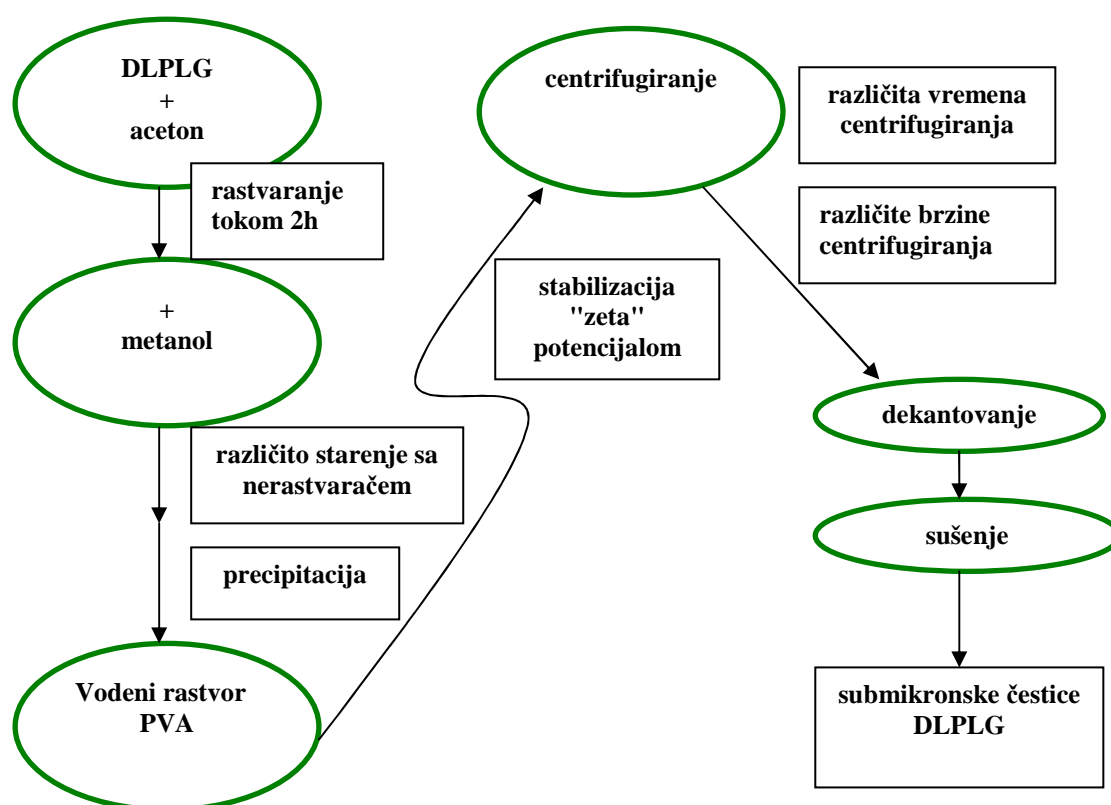 DLPLG
+
aceton
rastvaranje
tokom 2h
+
metanol
različito starenje sa
nerastvaračem
precipitacija
Vodeni rastvor
PVA
stabilizacija
"zeta"
potencijalom
centrifugiranje
različita vremena
centrifugiranja
različite brzine
centrifugiranja
dekantovanje
sušenje
submikronske čestice
DLPLG